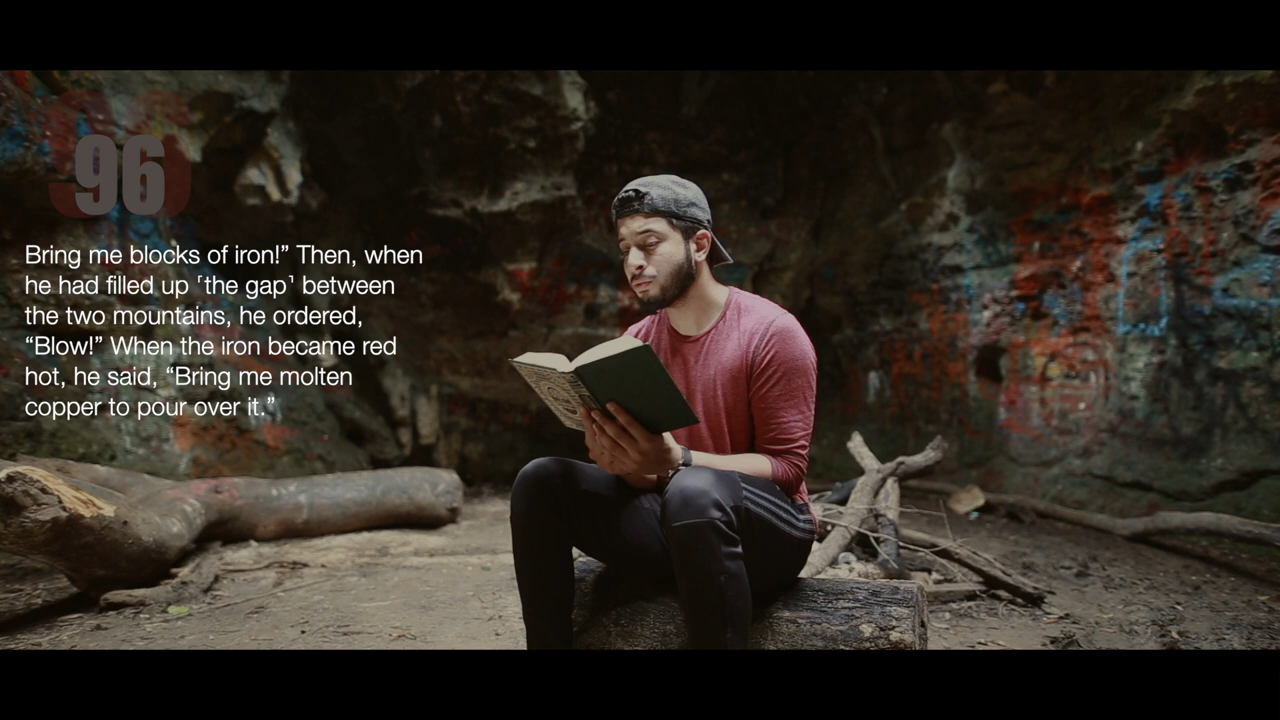 96
Bring me blocks of iron!” Then, when
he had filled up ˹the gap˺ between
the two mountains, he ordered,
“Blow!” When the iron became red
hot, he said, “Bring me molten
copper to pour over it.”